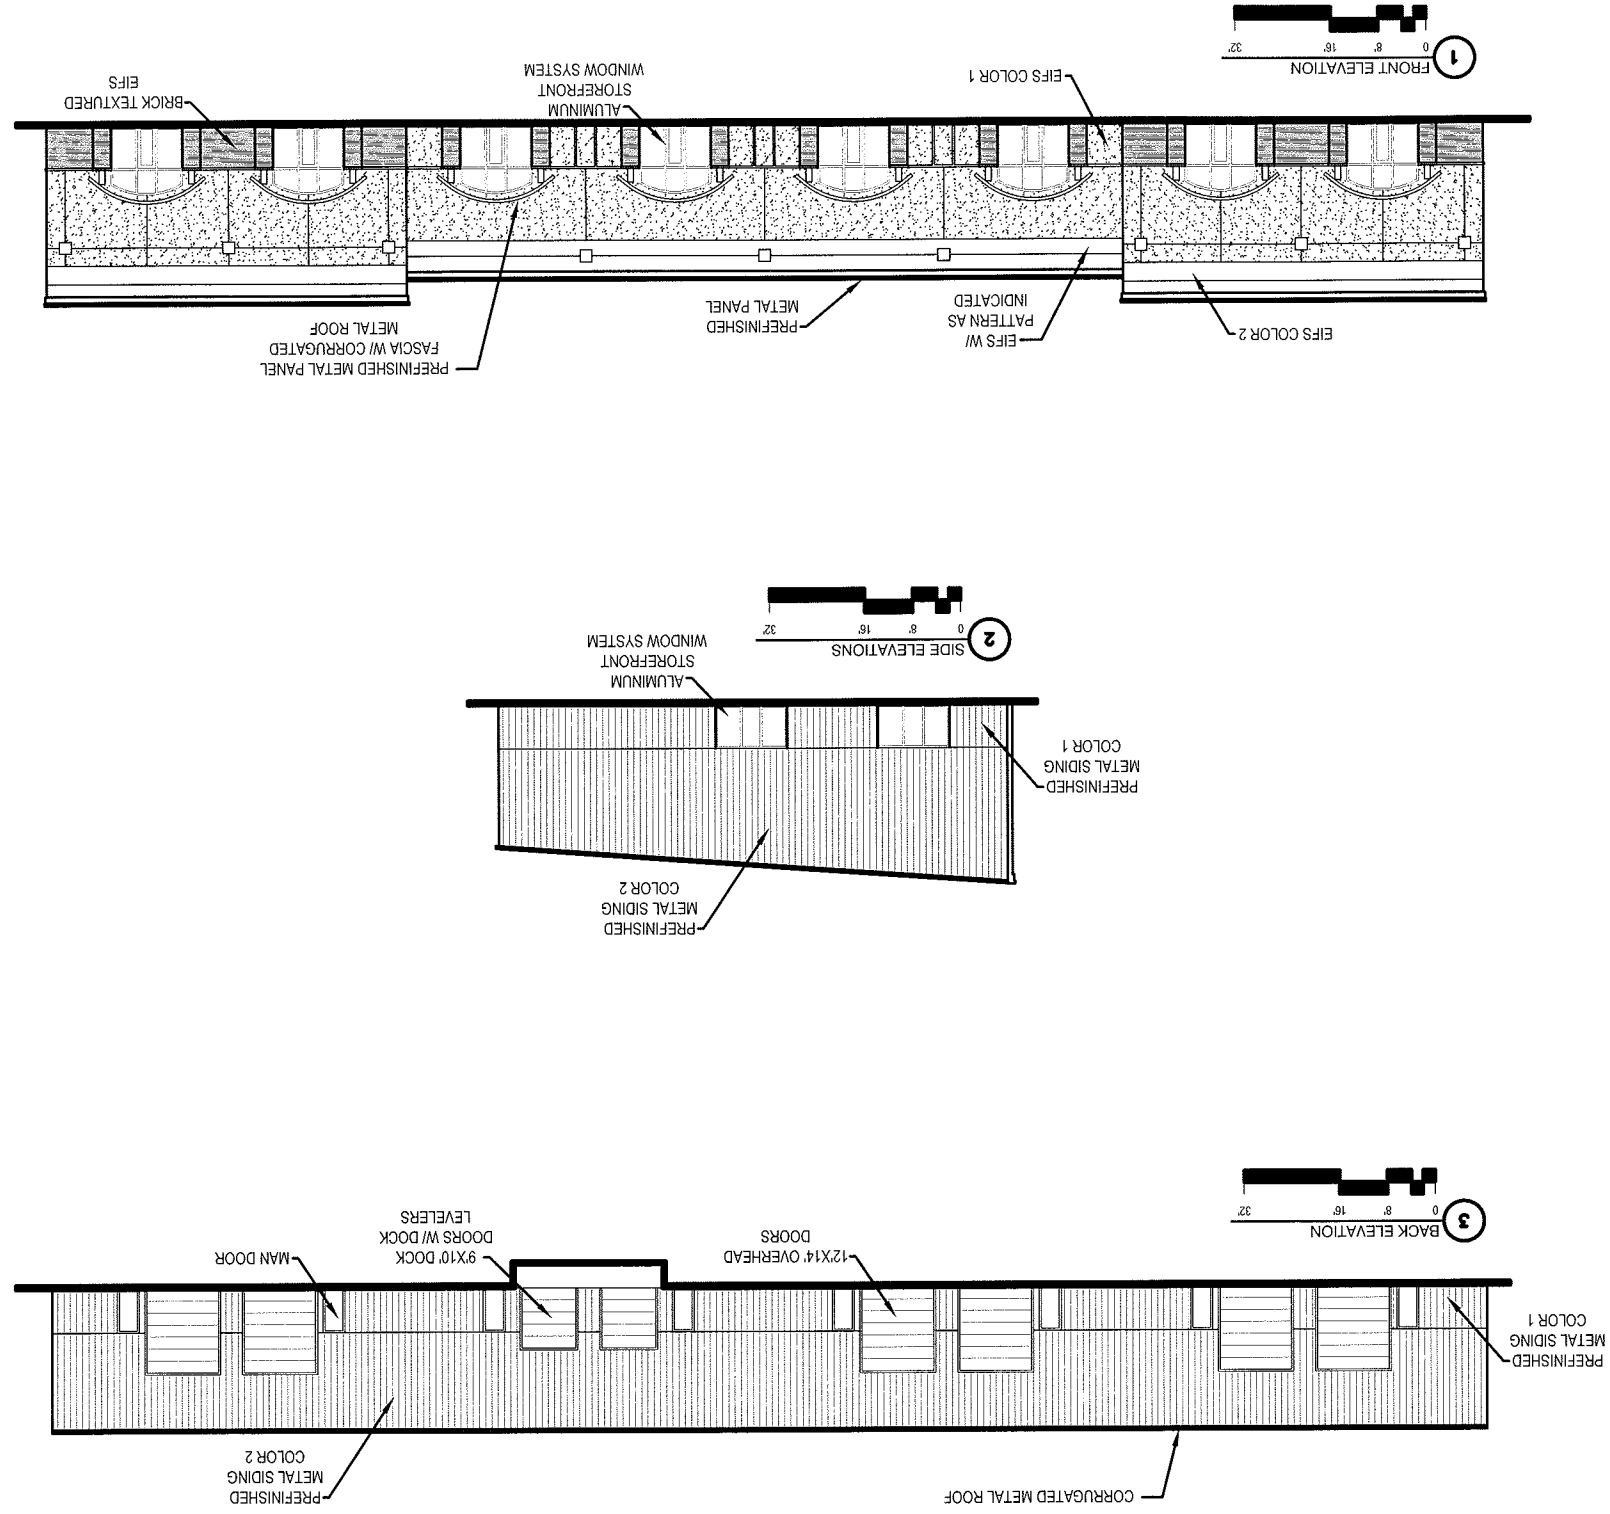 CORRUGATED METAL ROOF
PREFINISHED
METAL SIDING
COLOR 2
PREFINISHED
METAL SIDING
COLOR 1
12'X14' OVERHEAD
DOORS
9'X10' DOCK
DOORS W/ DOCK
LEVELERS
MAN DOOR
3
BACK ELEVATION
0 8' 16' 32'
PREFINISHED
METAL SIDING
COLOR 2
PREFINISHED
METAL SIDING
COLOR 1
ALUMINUM
STOREFRONT
WINDOW SYSTEM
2
SIDE ELEVATIONS
0 8' 16' 32'
EIFS COLOR 2
EIFS W/
PATTERN AS
INDICATED
PREFINISHED
METAL PANEL
PREFINISHED METAL PANEL
FASCIA W/ CORRUGATED
METAL ROOF
EIFS COLOR 1
ALUMINUM
STOREFRONT
WINDOW SYSTEM
BRICK TEXTURED
EIFS
1
FRONT ELEVATION
0 8' 16' 32'